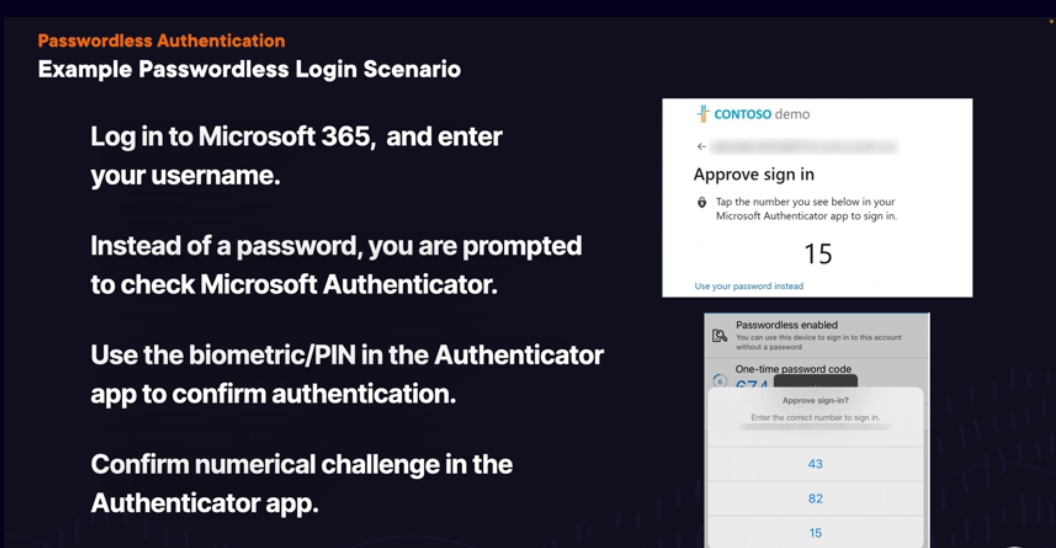 Passwordless Authentication
Example Passwordless Login Scenario
Log in to Microsoft 365, and enter
your username.
Instead of a password, you are prompted
to check Microsoft Authenticator.
Use the biometric/PIN in the Authenticator
app to confirm authentication.
Confirm numerical challenge in the
Authenticator app.
CONTOSO demo
Approve sign in
Tap the number you see below in your
Microsoft Authenticator app to sign in.
15
Use your password instead
Passwordless enabled
You can use this device to sign in to this account
without a password
One-time password code
Approve sign-in?
Enter the correct number to sign in.
43
82
15